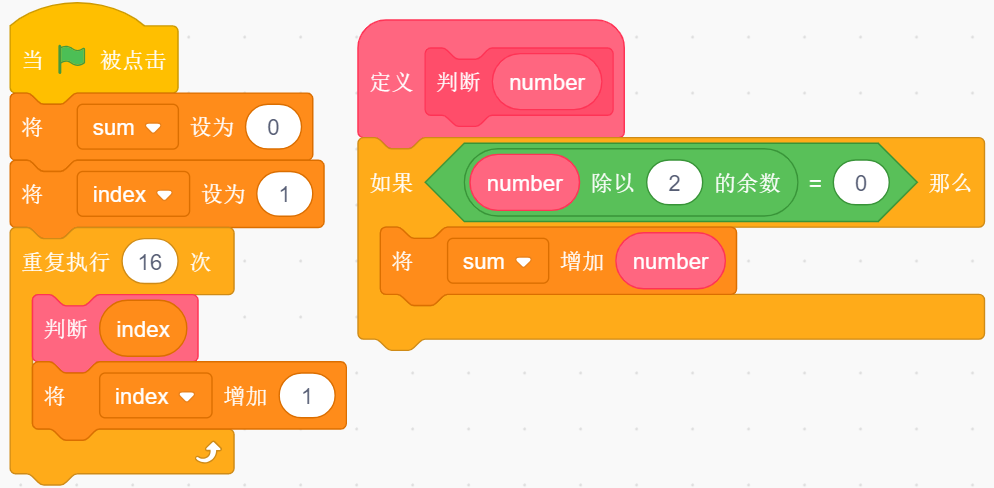 当 被点击
将 sum 设为 0
将 index 设为 1
重复执行 16 次
判断 index
将 index 增加 1
定义 判断 number
如果 number 除以 2 的余数 = 0 那么
将 sum 增加 number